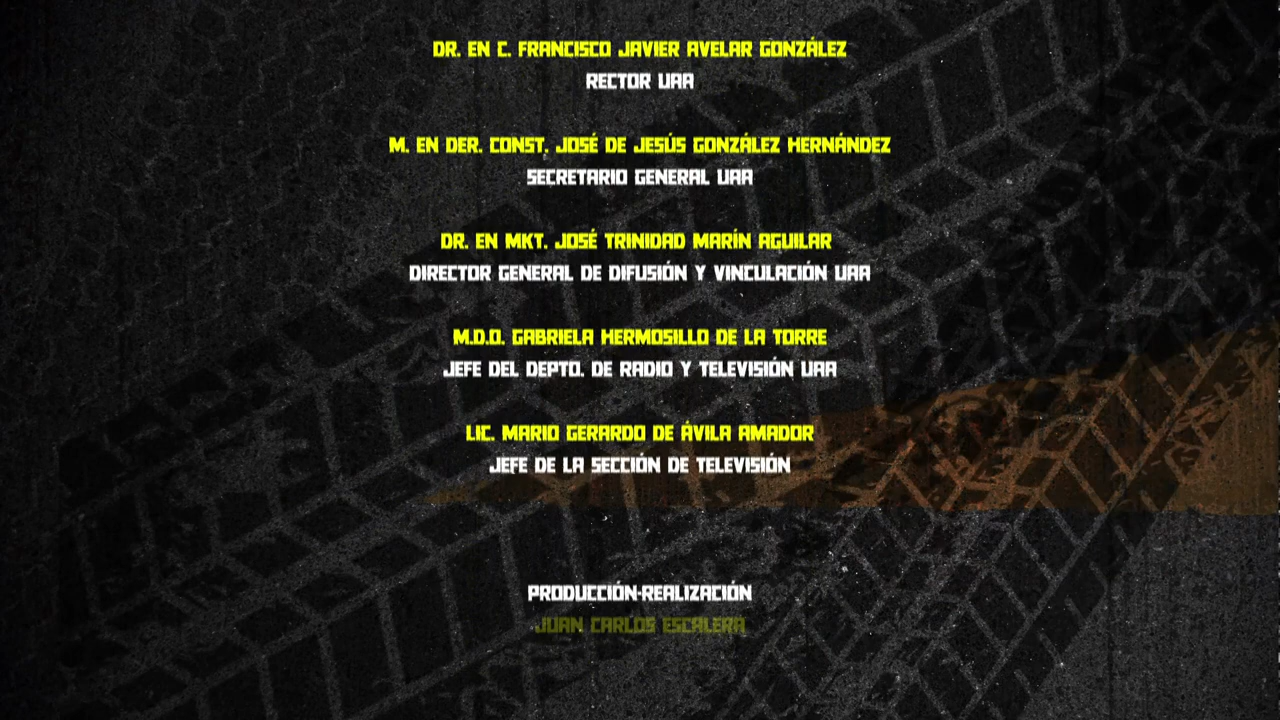 DR. EN C. FRANCISCO JAVIER AVELAR GONZÁLEZ
RECTOR UAA
M. EN DER. CONST. JOSÉ DE JESÚS GONZÁLEZ HERNÁNDEZ
SECRETARIO GENERAL UAA
DR. EN MKT. JOSÉ TRINIDAD MARÍN AGUILAR
DIRECTOR GENERAL DE DIFUSIÓN Y VINCULACIÓN UAA
M.D.O. GABRIELA HERMOSILLO DE LA TORRE
JEFE DEL DEPTO. DE RADIO Y TELEVISIÓN UAA
LIC. MARIO GERARDO DE ÁVILA AMADOR
JEFE DE LA SECCIÓN DE TELEVISIÓN
PRODUCCIÓN-REALIZACIÓN
JUAN CARLOS ESCALERA